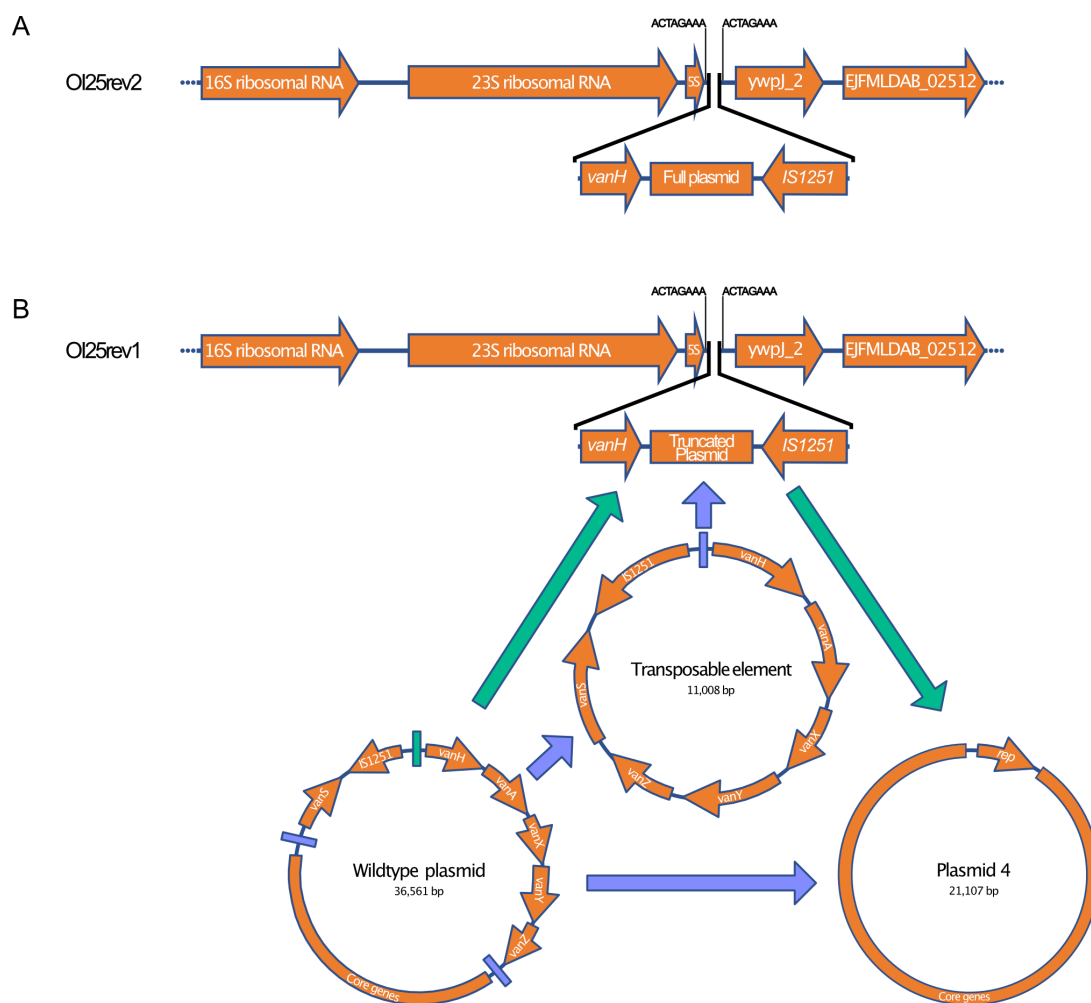 A
ACTAGAAA ACTAGAAA
OI25rev2
16S ribosomal RNA 23S ribosomal RNA 5S ywpJ_2 EJFMLDAB_02512
vanH Full plasmid IS1251
B
ACTAGAAA ACTAGAAA
OI25rev1
16S ribosomal RNA 23S ribosomal RNA 5S ywpJ_2 EJFMLDAB_02512
vanH Truncated Plasmid IS1251
IS1251 vanH vanA vanX vanY vanZ vanS
Transposable element
11,008 bp
IS1251 vanH vanA vanX vanY vanZ Core genes vanS
Wildtype plasmid
36,561 bp
rep
Plasmid 4
21,107 bp
Core genes